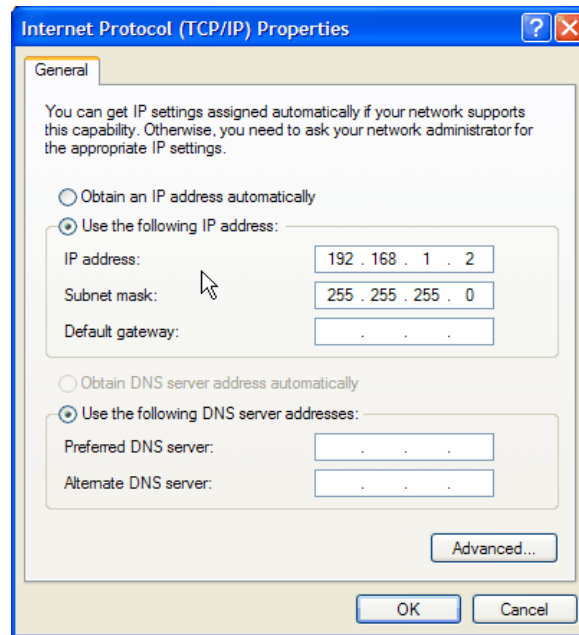 Internet Protocol (TCP/IP) Properties
General
You can get IP settings assigned automatically if your network supports
this capability. Otherwise, you need to ask your network administrator for
the appropriate IP settings.
Obtain an IP address automatically
Use the following IP address:
IP address: 192 . 168 . 1 . 2
Subnet mask: 255 . 255 . 255 . 0
Default gateway: . . .
Obtain DNS server address automatically
Use the following DNS server addresses:
Preferred DNS server: . . .
Alternate DNS server: . . .
Advanced...
OK Cancel